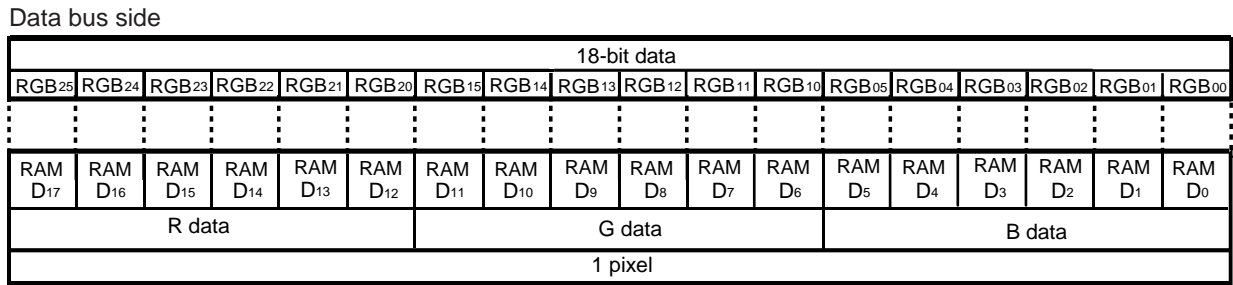 Data bus side
18-bit data
RGB25 RGB24 RGB23 RGB22 RGB21 RGB20 RGB15 RGB14 RGB13 RGB12 RGB11 RGB10 RGB05 RGB04 RGB03 RGB02 RGB01 RGB00
RAM RAM RAM RAM RAM RAM RAM RAM RAM RAM RAM RAM RAM RAM RAM RAM RAM RAM
D17 D16 D15 D14 D13 D12 D11 D10 D9 D8 D7 D6 D5 D4 D3 D2 D1 D0
R data G data B data
1 pixel